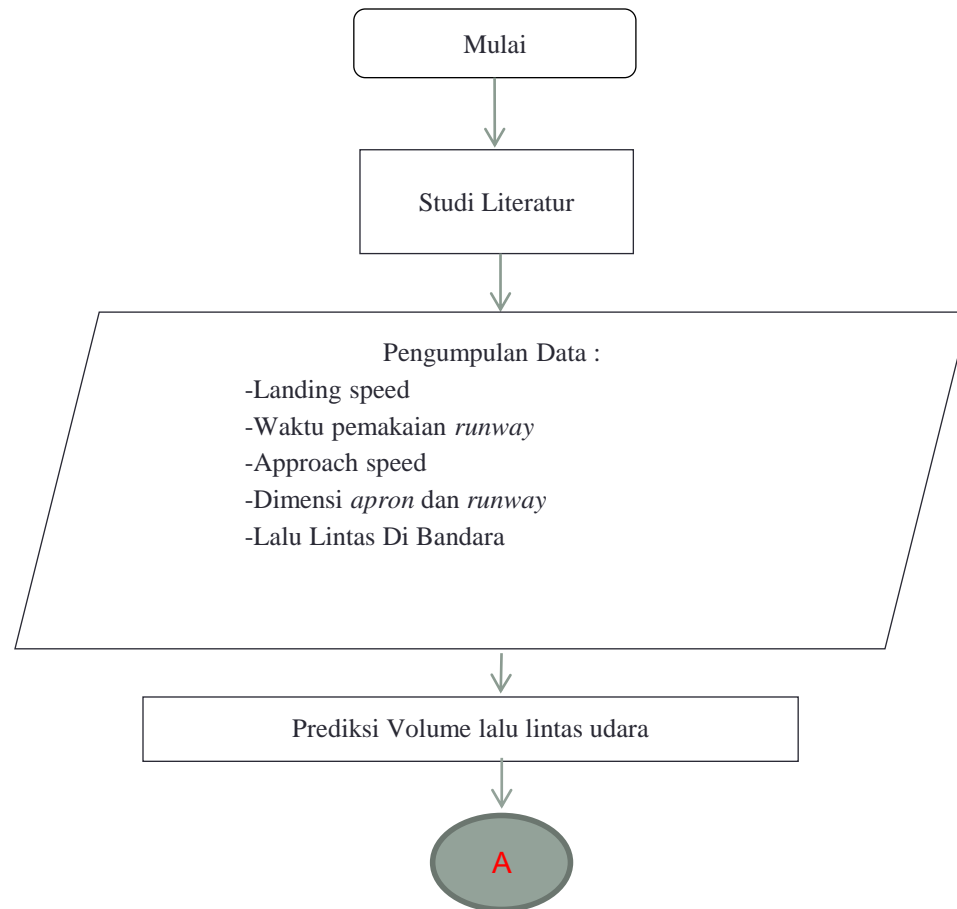 Mulai
Studi Literatur
Pengumpulan Data :
-Landing speed
-Waktu pemakaian runway
-Approach speed
-Dimensi apron dan runway
-Lalu Lintas Di Bandara
Prediksi Volume lalu lintas udara
A